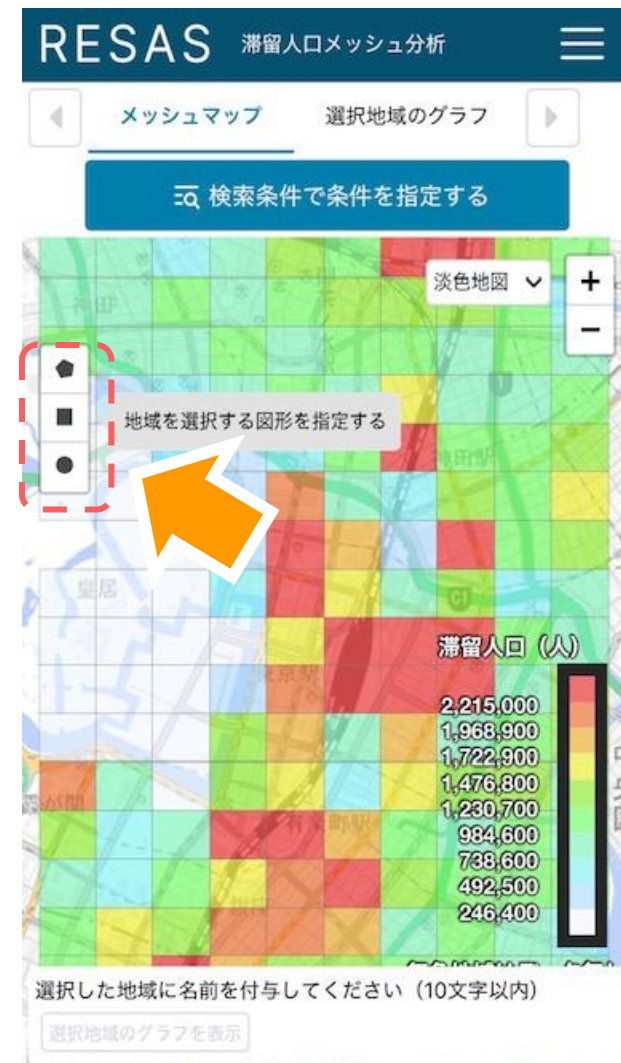 RESAS 滞留人口メッシュ分析
メッシュマップ 選択地域のグラフ
検索条件で条件を指定する
淡色地図
+
−
神田
地域を選択する図形を指定する
神田駅
皇居
C1
滞留人口（人）
東京駅
2,215,000
1,968,900
1,722,900
1,476,800
1,230,700
984,600
738,600
492,500
246,400
有楽町駅
銀座
選択した地域に名前を付与してください（10文字以内）
選択地域のグラフを表示